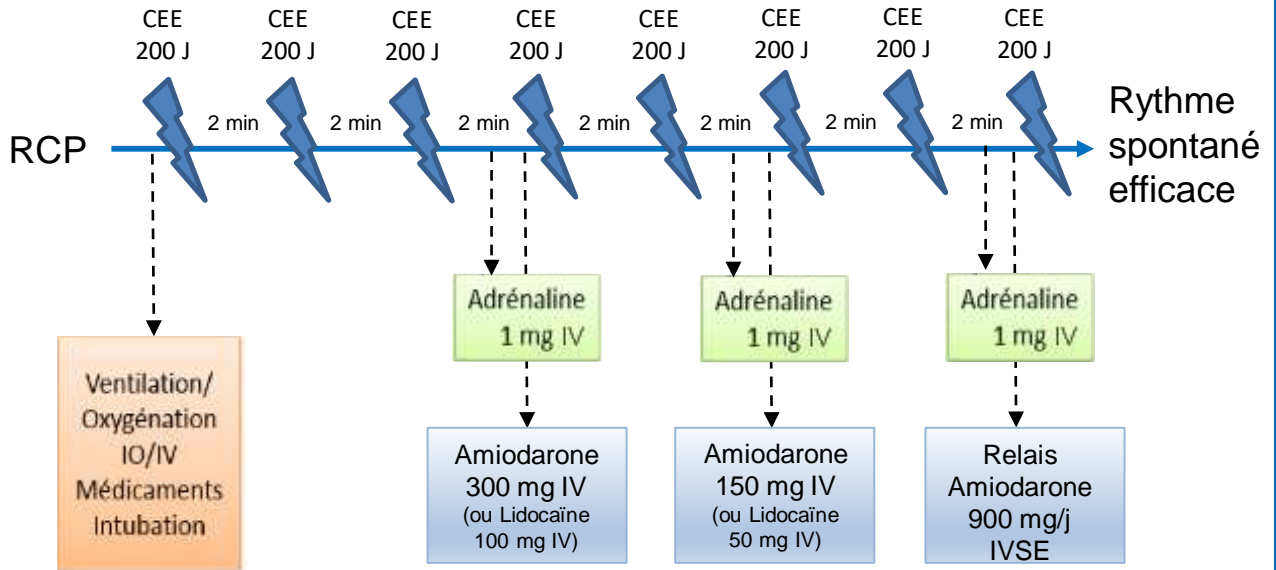 CEE
200 J
CEE
200 J
CEE
200 J
CEE
200 J
CEE
200 J
CEE
200 J
CEE
200 J
CEE
200 J
2 min
2 min
2 min
2 min
2 min
2 min
2 min
RCP
Rythme
spontané
efficace
Adrénaline
1 mg IV
Adrénaline
1 mg IV
Adrénaline
1 mg IV
Ventilation/
Oxygénation
IO/IV
Médicaments
Intubation
Amiodarone
300 mg IV
(ou Lidocaïne
100 mg IV)
Amiodarone
150 mg IV
(ou Lidocaïne
50 mg IV)
Relais
Amiodarone
900 mg/j
IVSE